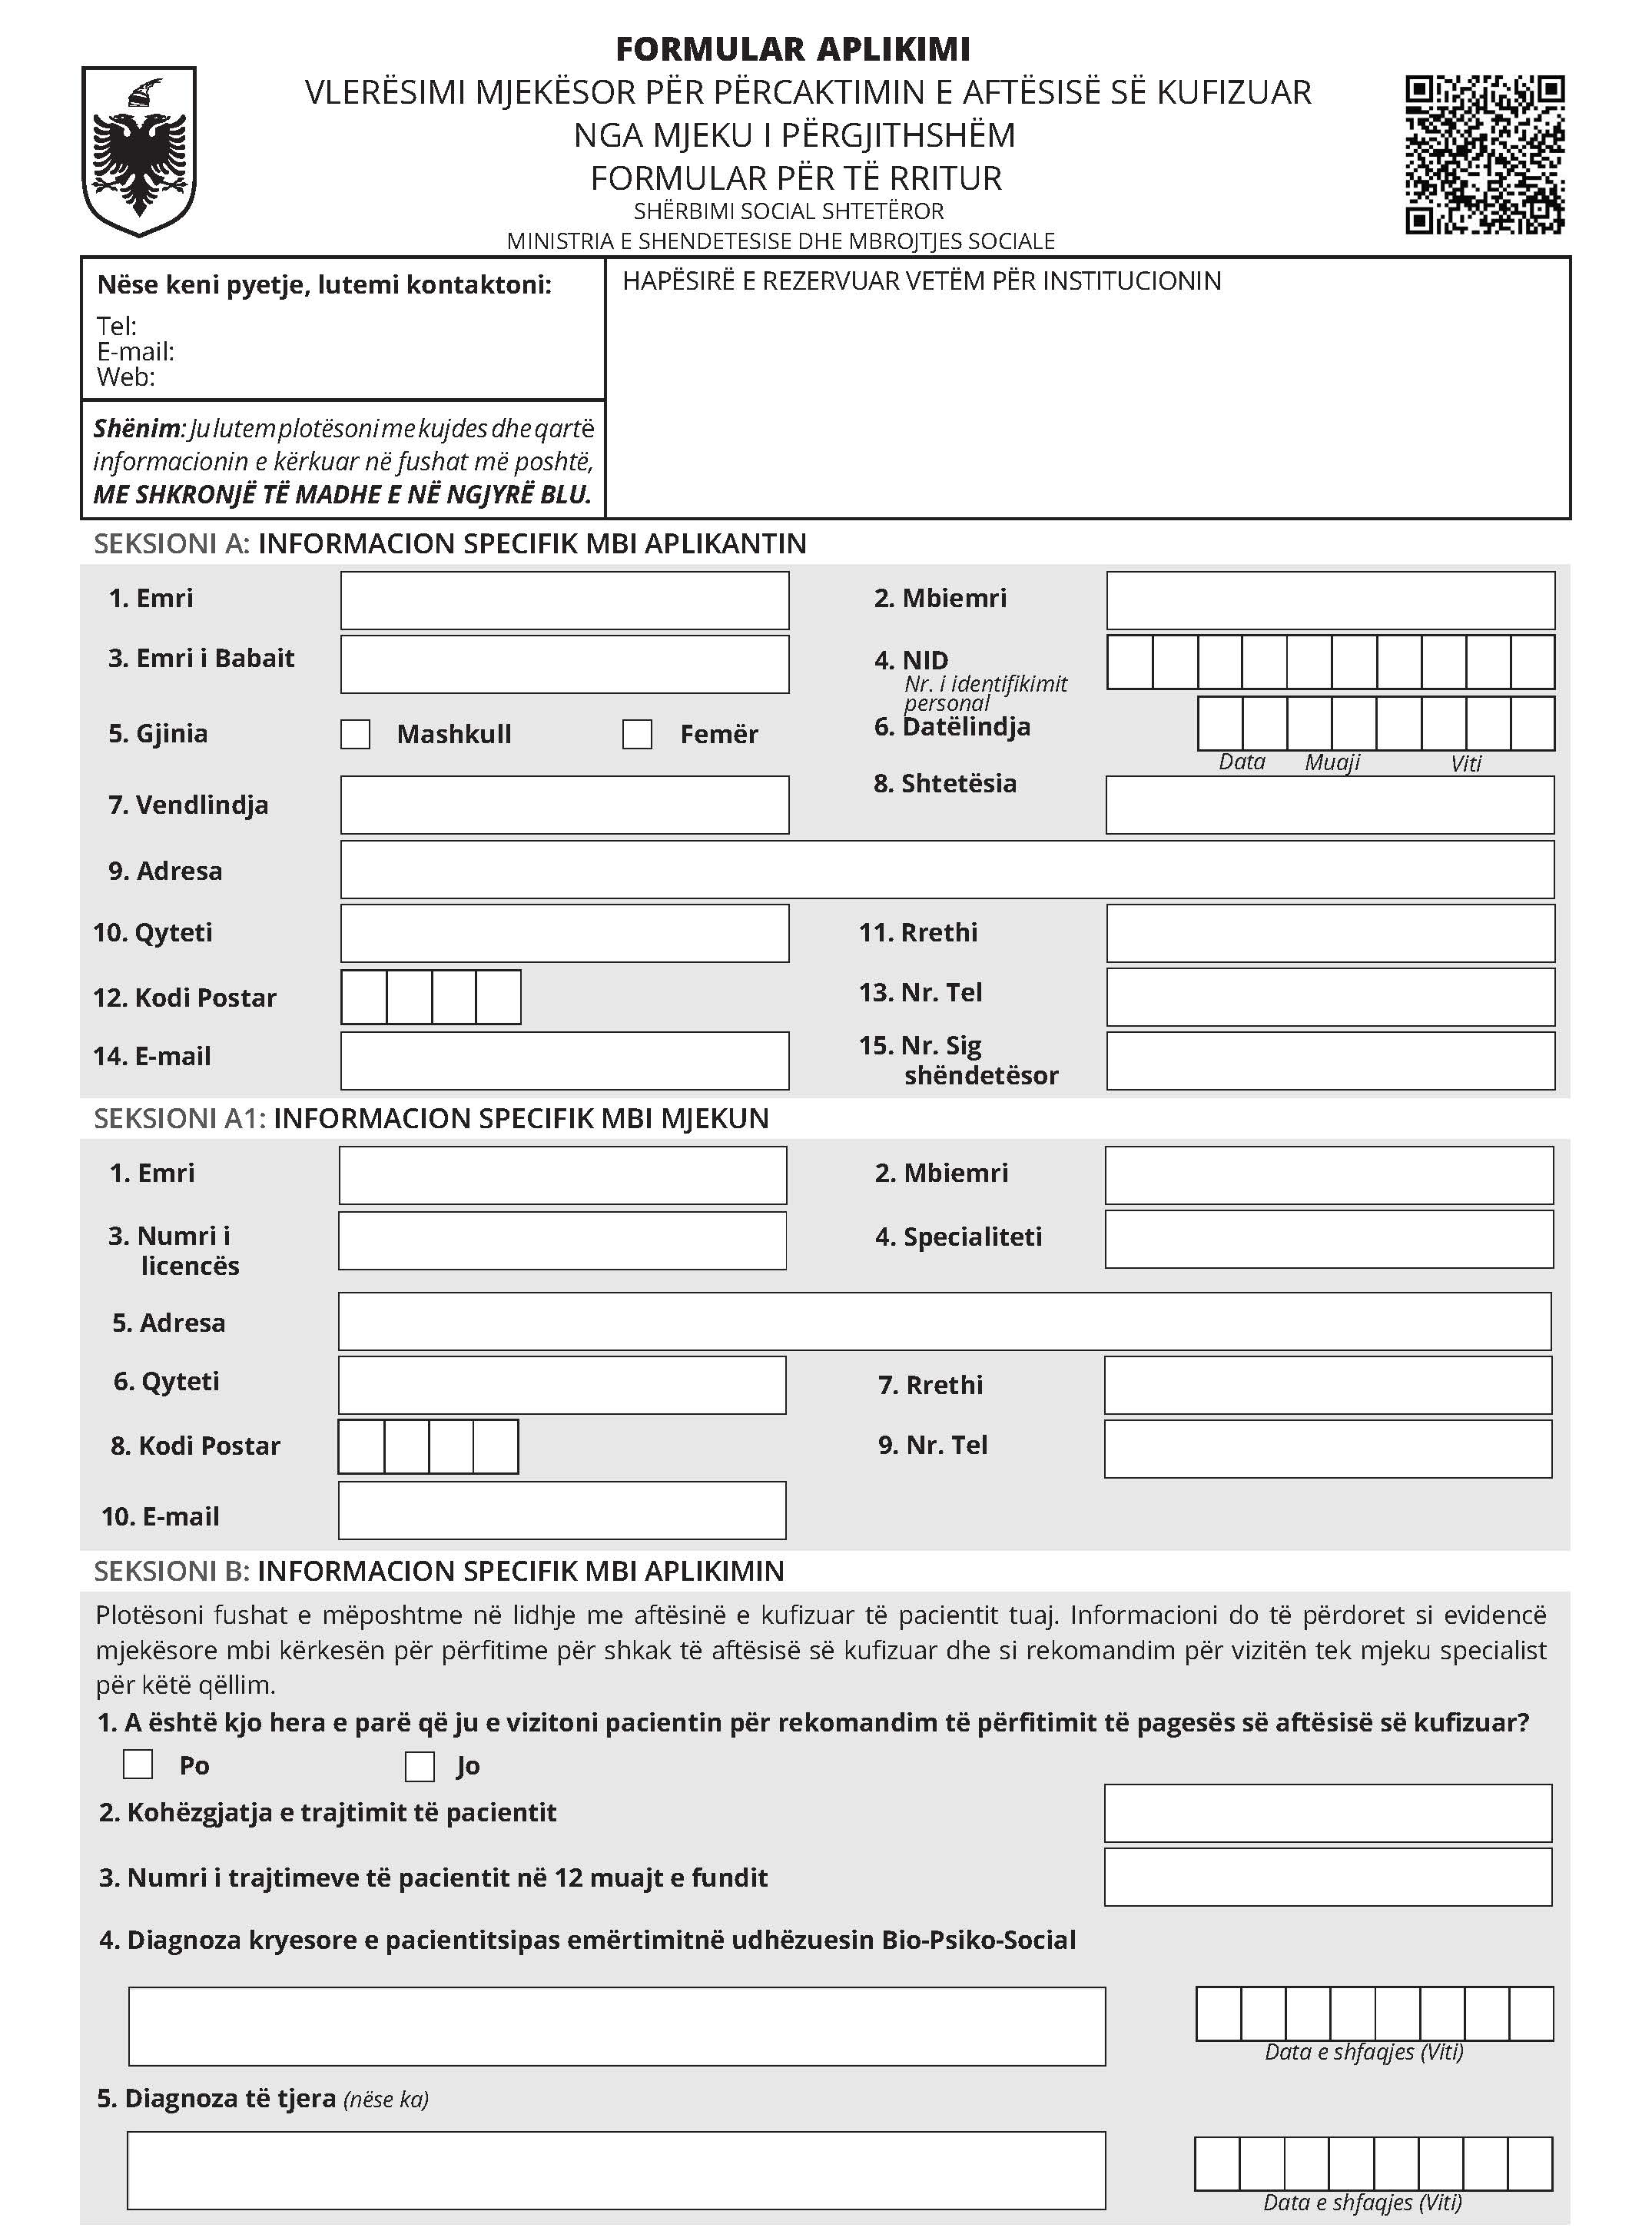 FORMULAR APLIKIMI
VLERËSIMI MJEKËSOR PËR PËRCAKTIMIN E AFTËSISË SË KUFIZUAR
NGA MJEKU I PËRGJITHSHËM
FORMULAR PËR TË RRITUR
SHËRBIMI SOCIAL SHTETËROR
MINISTRIA E SHENDETESISE DHE MBROJTJES SOCIALE
Nëse keni pyetje, lutemi kontaktoni:
Tel:
E-mail:
Web:
Shënim: Ju lutem plotësoni me kujdes dhe qartë
informacionin e kërkuar në fushat më poshtë,
ME SHKRONJË TË MADHE E NË NGJYRË BLU.
HAPËSIRË E REZERVUAR VETËM PËR INSTITUCIONIN
SEKSIONI A: INFORMACION SPECIFIK MBI APLIKANTIN
1. Emri
2. Mbiemri
3. Emri i Babait
4. NID
Nr. i identifikimit
personal
5. Gjinia
Mashkull
Femër
6. Datëlindja
Data Muaji Viti
7. Vendlindja
8. Shtetësia
9. Adresa
10. Qyteti
11. Rrethi
12. Kodi Postar
13. Nr. Tel
14. E-mail
15. Nr. Sig
shëndetësor
SEKSIONI A1: INFORMACION SPECIFIK MBI MJEKUN
1. Emri
2. Mbiemri
3. Numri i
licencës
4. Specialiteti
5. Adresa
6. Qyteti
7. Rrethi
8. Kodi Postar
9. Nr. Tel
10. E-mail
SEKSIONI B: INFORMACION SPECIFIK MBI APLIKIMIN
Plotësoni fushat e mëposhtme në lidhje me aftësinë e kufizuar të pacientit tuaj. Informacioni do të përdoret si evidencë
mjekësore mbi kërkesën për përfitime për shkak të aftësisë së kufizuar dhe si rekomandim për vizitën tek mjeku specialist
për këtë qëllim.
1. A është kjo hera e parë që ju e vizitoni pacientin për rekomandim të përfitimit të pagesës së aftësisë së kufizuar?
Po
Jo
2. Kohëzgjatja e trajtimit të pacientit
3. Numri i trajtimeve të pacientit në 12 muajt e fundit
4. Diagnoza kryesore e pacientitsipas emërtimitnë udhëzuesin Bio-Psiko-Social
Data e shfaqjes (Viti)
5. Diagnoza të tjera (nëse ka)
Data e shfaqjes (Viti)